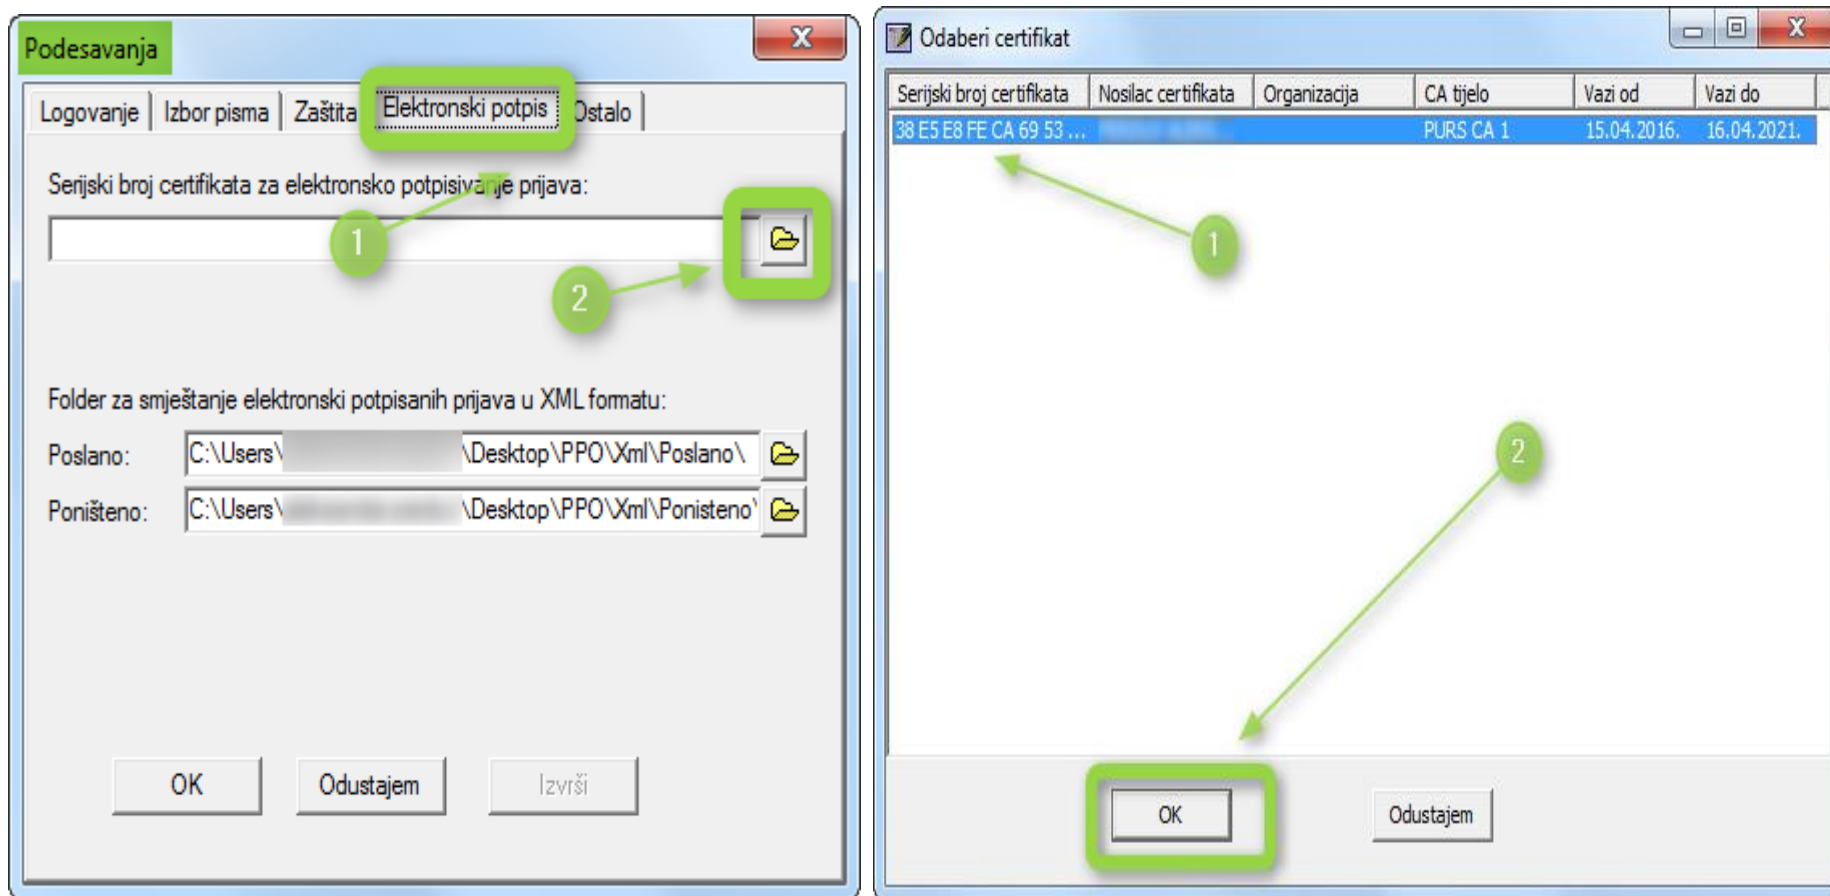 Podesavanja
Logovanje Izbor pisma Zaštita Elektronski potpis Ostalo
Serijski broj certifikata za elektronsko potpisivanje prijava:
1
2
Folder za smještanje elektronski potpisanih prijava u XML formatu:
Poslano: C:\Users\ \Desktop\PPO\Xml\Poslano\
Poništeno: C:\Users\ \Desktop\PPO\Xml\Ponisteno\
OK Odustajem Izvrši
Odaberi certifikat
Serijski broj certifikata Nosilac certifikata Organizacija CA tijelo Vazi od Vazi do
38 E5 E8 FE CA 69 53 ... PURS CA 1 15.04.2016. 16.04.2021.
1
2
OK Odustajem